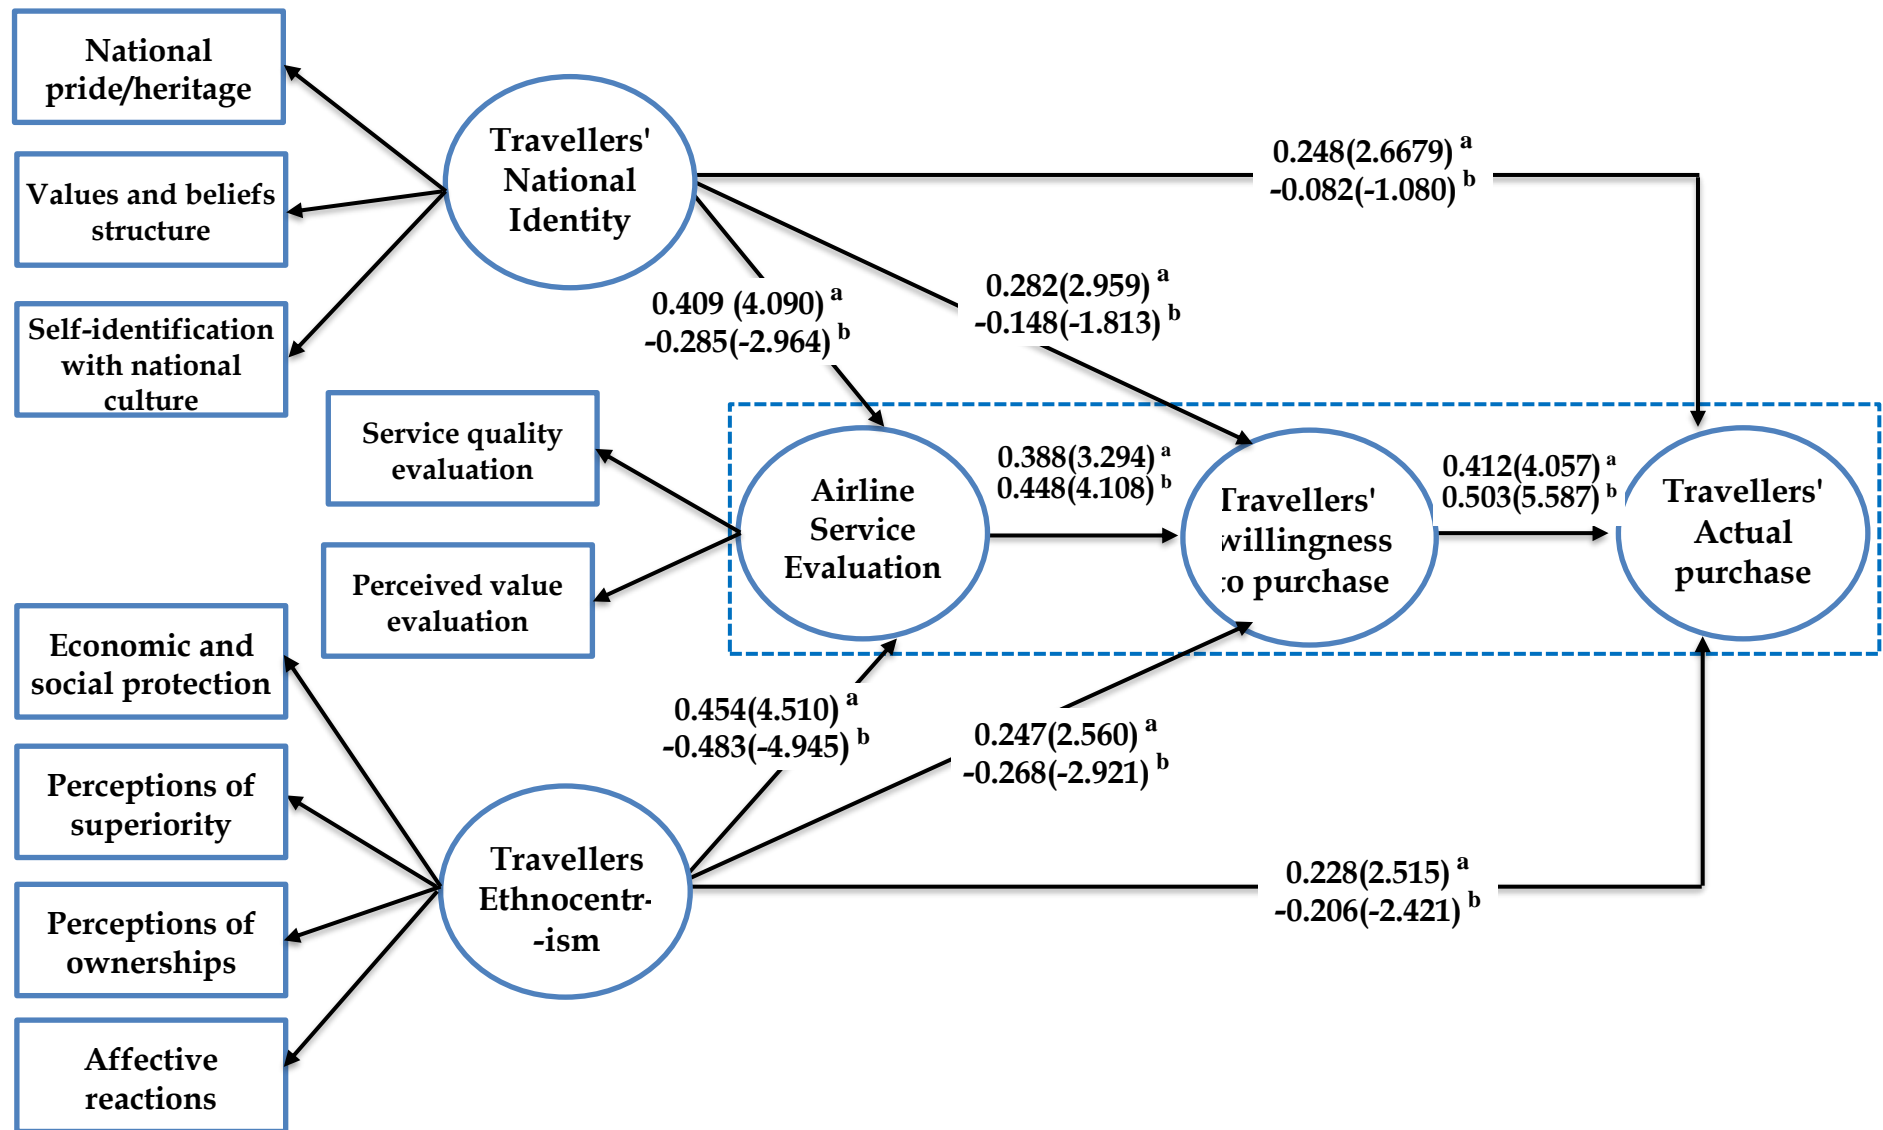 National
pride/heritage
Values and beliefs
structure
Self-identification
with national
culture
Travellers'
National
Identity
0.248(2.6679) a
-0.082(-1.080) b
0.409 (4.090) a
-0.285(-2.964) b
0.282(2.959) a
-0.148(-1.813) b
Service quality
evaluation
Perceived value
evaluation
Airline
Service
Evaluation
0.388(3.294) a
0.448(4.108) b
Travellers'
willingness
to purchase
0.412(4.057) a
0.503(5.587) b
Travellers'
Actual
purchase
Economic and
social protection
Perceptions of
superiority
Perceptions of
ownerships
Affective
reactions
Travellers
Ethnocentr-
-ism
0.454(4.510) a
-0.483(-4.945) b
0.247(2.560) a
-0.268(-2.921) b
0.228(2.515) a
-0.206(-2.421) b